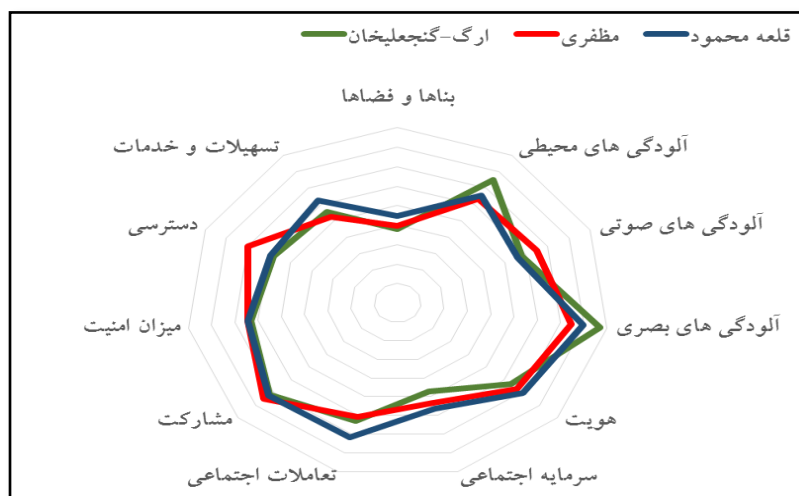 قلعه محمود
مظفری
ارگ-گنجعلیخان
بناها و فضاها
آلودگی های محیطی
آلودگی های صوتی
آلودگی های بصری
هویت
سرمایه اجتماعی
تعاملات اجتماعی
مشارکت
میزان امنیت
دسترسی
تسهیلات و خدمات